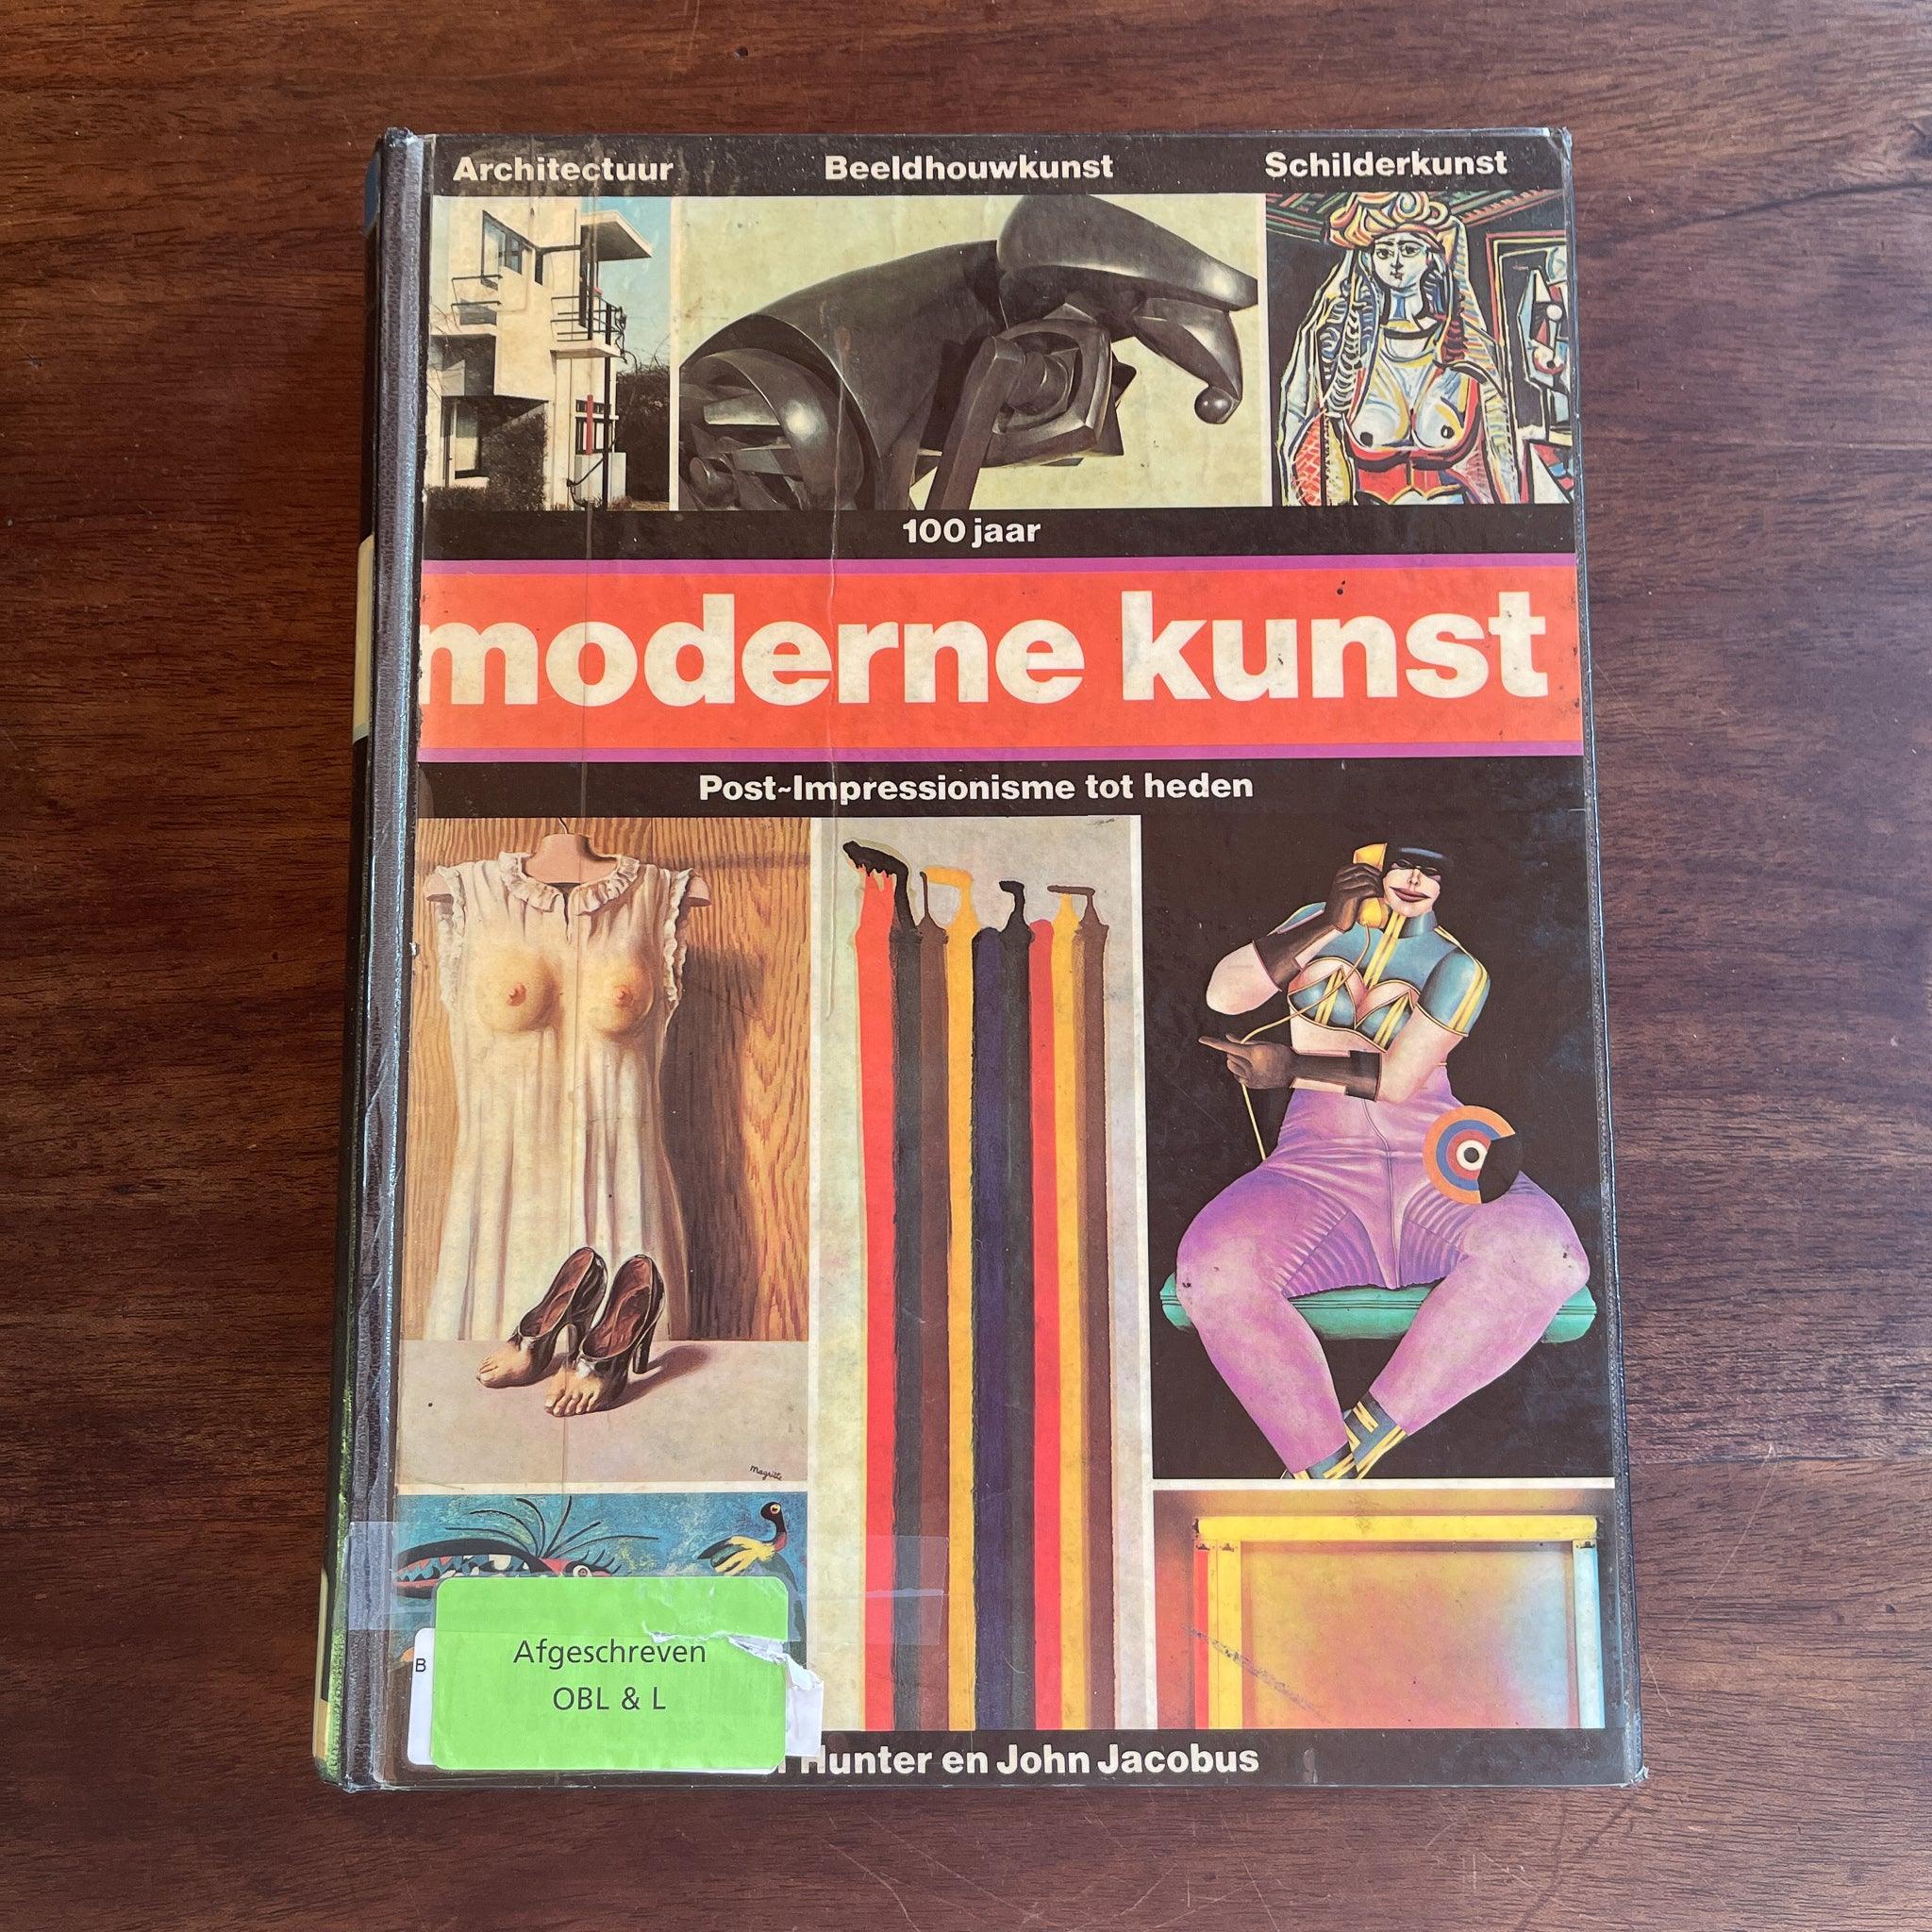 Architectuur Beeldhouwkunst Schilderkunst
100 jaar
moderne kunst
Post-Impressionisme tot heden
Magritte
B
Afgeschreven
OBL & L
Hunter en John Jacobus